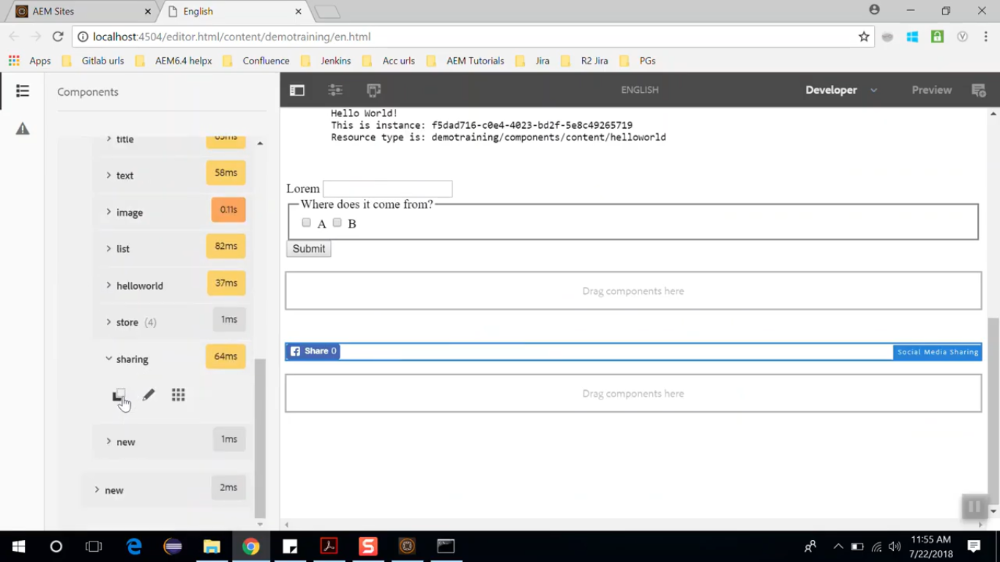 AEM Sites
English
localhost:4504/editor.html/content/demotraining/en.html
Apps Gitlab urls AEM6.4 helpx Confluence Jenkins Acc urls AEM Tutorials Jira R2 Jira PGs
Components
ENGLISH
Developer
Preview
title
text 58ms
image 0.11s
list 82ms
helloworld 37ms
store (4) 1ms
sharing 64ms
new 1ms
new 2ms
Hello World!
This is instance: f5dad716-c0e4-4023-bd2f-5e8c49265719
Resource type is: demotraining/components/content/helloworld
Lorem
Where does it come from?
A B
Submit
Drag components here
Share 0
Social Media Sharing
Drag components here
11:55 AM
7/22/2018